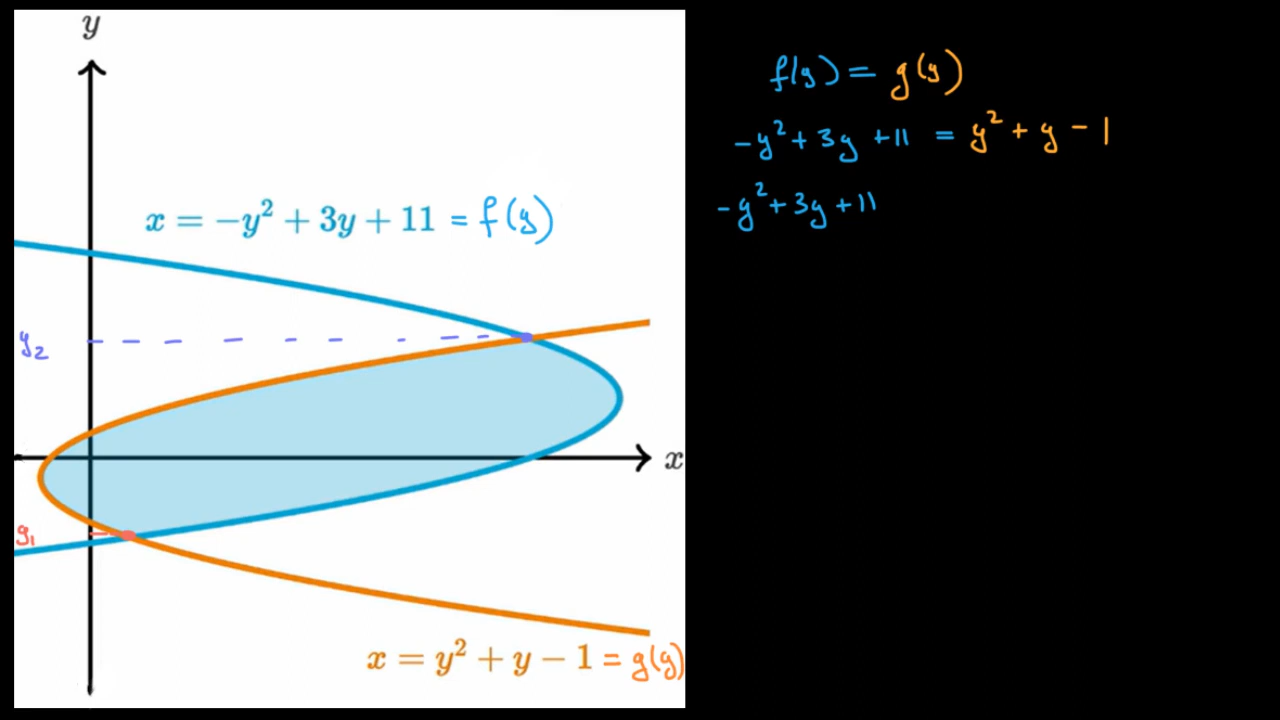 y
f(y) = g(y)
-y² + 3y + 11 = y² + y - 1
-y² + 3y + 11
x = −y² + 3y + 11 = f(y)
y₂
x
y₁
x = y² + y − 1 = g(y)